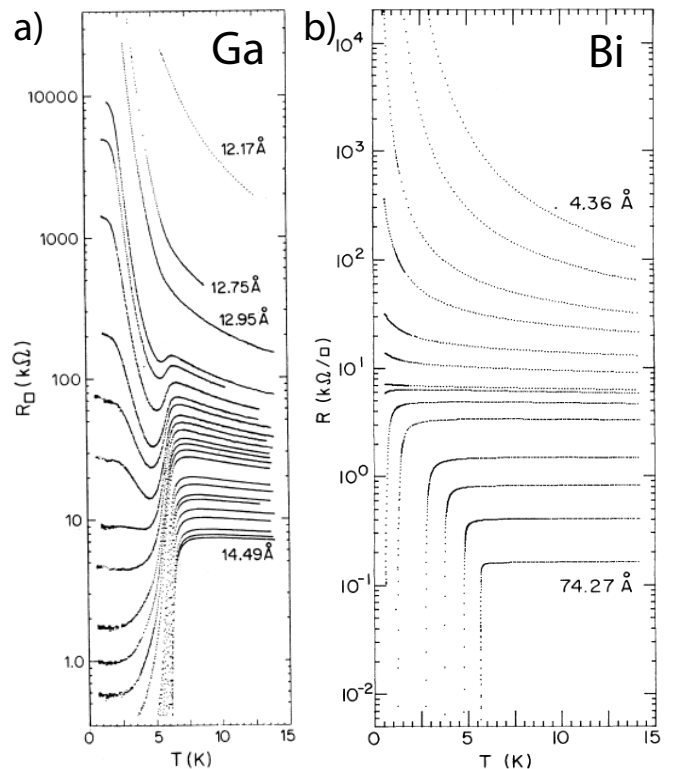 a)
Ga
10000
1000
100
10
1.0
R□ (kΩ)
12.17Å
12.75Å
12.95Å
14.49Å
0
5
10
15
T (K)
b)
Bi
10⁴
10³
10²
10¹
10⁰
10⁻¹
10⁻²
R (kΩ/□)
4.36 Å
74.27 Å
0
5
10
15
T (K)